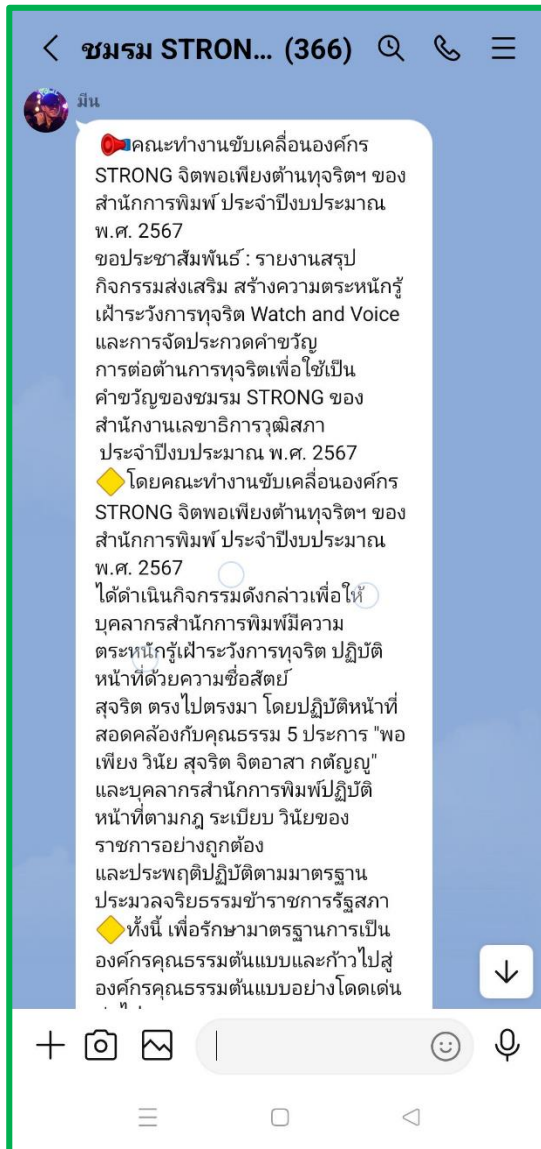 ชมรม STRON... (366)
มีน
คณะทำงานขับเคลื่อนองค์กร
STRONG จิตพอเพียงต้านทุจริตฯ ของ
สำนักการพิมพ์ ประจำปีงบประมาณ
พ.ศ. 2567
ขอประชาสัมพันธ์ : รายงานสรุป
กิจกรรมส่งเสริม สร้างความตระหนักรู้
เฝ้าระวังการทุจริต Watch and Voice
และการจัดประกวดคำขวัญ
การต่อต้านการทุจริตเพื่อใช้เป็น
คำขวัญของชมรม STRONG ของ
สำนักงานเลขาธิการวุฒิสภา
ประจำปีงบประมาณ พ.ศ. 2567
โดยคณะทำงานขับเคลื่อนองค์กร
STRONG จิตพอเพียงต้านทุจริตฯ ของ
สำนักการพิมพ์ ประจำปีงบประมาณ
พ.ศ. 2567
ได้ดำเนินกิจกรรมดังกล่าวเพื่อให้
บุคลากรสำนักการพิมพ์มีความ
ตระหนักรู้เฝ้าระวังการทุจริต ปฏิบัติ
หน้าที่ด้วยความซื่อสัตย์
สุจริต ตรงไปตรงมา โดยปฏิบัติหน้าที่
สอดคล้องกับคุณธรรม 5 ประการ "พอ
เพียง วินัย สุจริต จิตอาสา กตัญญู"
และบุคลากรสำนักการพิมพ์ปฏิบัติ
หน้าที่ตามกฎ ระเบียบ วินัยของ
ราชการอย่างถูกต้อง
และประพฤติปฏิบัติตามมาตรฐาน
ประมวลจริยธรรมข้าราชการรัฐสภา
ทั้งนี้ เพื่อรักษามาตรฐานการเป็น
องค์กรคุณธรรมต้นแบบและก้าวไปสู่
องค์กรคุณธรรมต้นแบบอย่างโดดเด่น